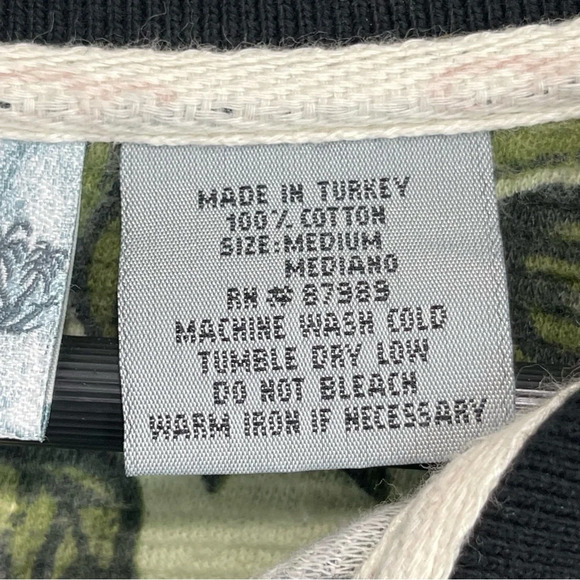 MADE IN TURKEY
100% COTTON
SIZE:MEDIUM
MEDIANO
RN # 87989
MACHINE WASH COLD
TUMBLE DRY LOW
DO NOT BLEACH
WARM IRON IF NECESSARY